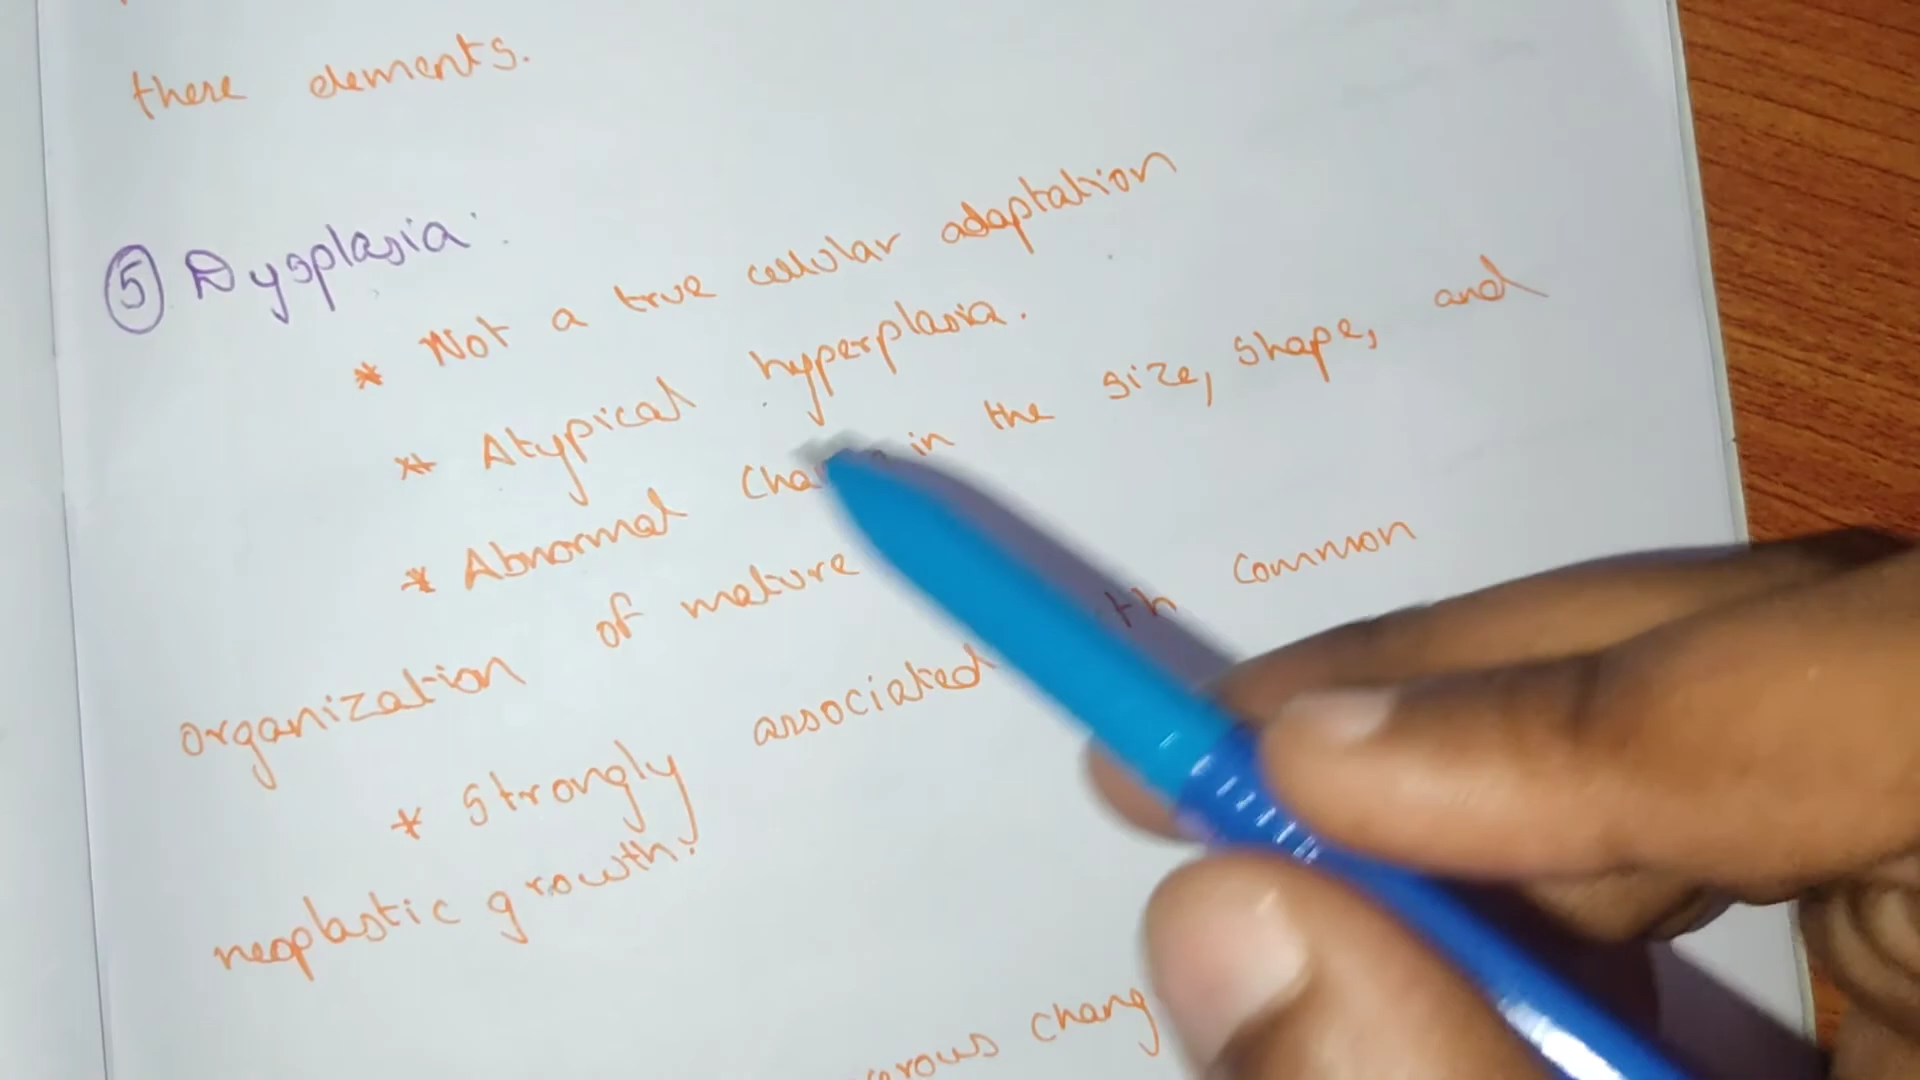 there elements.
⑤ Dysplasia:
* Not a true cellular adaptation
* Atypical hyperplasia.
* Abnormal in the size, shape, and
organization of mature
* Strongly associated common
neoplastic growth.